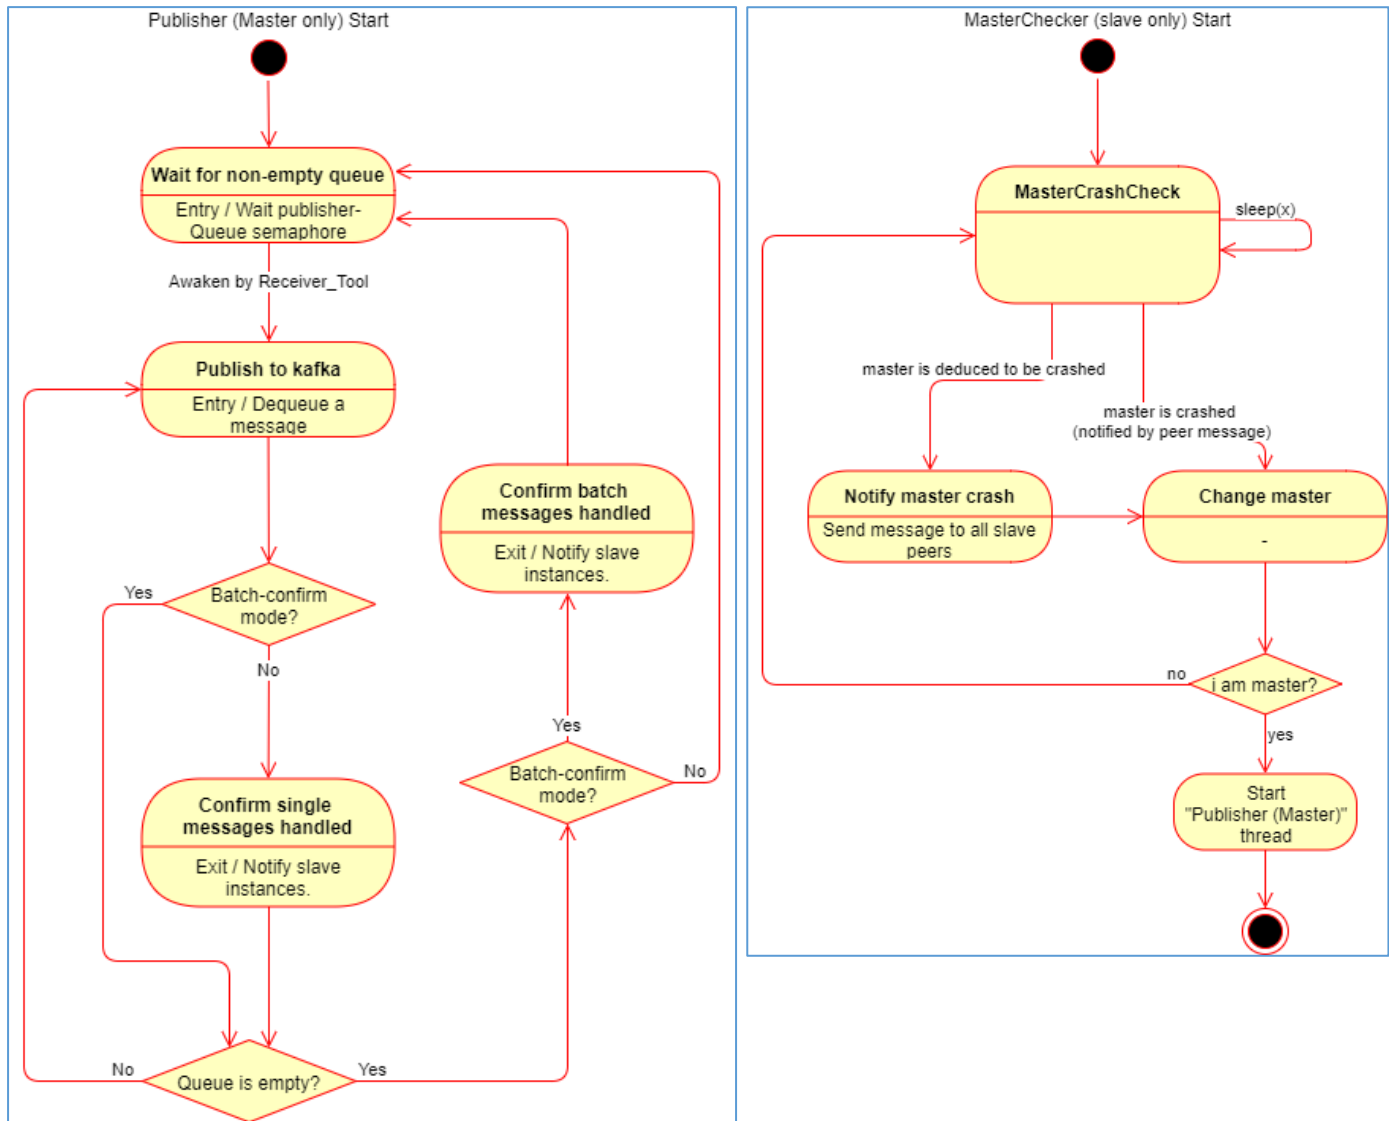 Publisher (Master only) Start
Wait for non-empty queue
Entry / Wait publisher-
Queue semaphore
Awaken by Receiver_Tool
Publish to kafka
Entry / Dequeue a
message
Batch-confirm
mode?
Yes
No
Confirm single
messages handled
Exit / Notify slave
instances.
Queue is empty?
No
Yes
Batch-confirm
mode?
Yes
No
Confirm batch
messages handled
Exit / Notify slave
instances.
MasterChecker (slave only) Start
MasterCrashCheck
sleep(x)
master is deduced to be crashed
master is crashed
(notified by peer message)
Notify master crash
Send message to all slave
peers
Change master
-
i am master?
no
yes
Start
"Publisher (Master)"
thread